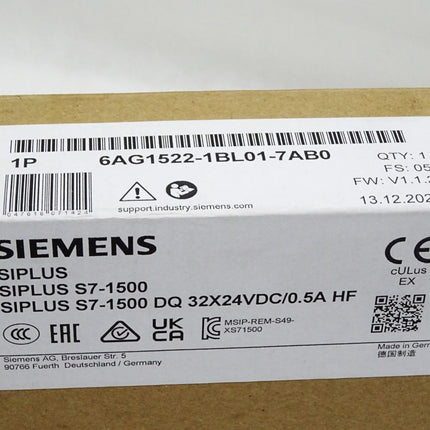 1P 6AG1522-1BL01-7AB0
QTY: 1
FS: 05
FW: V1.1.
support.industry.siemens.com
13.12.202
SIEMENS
SIPLUS
SIPLUS S7-1500
SIPLUS S7-1500 DQ 32X24VDC/0.5A HF
CE
cULus
EX
CCC
EAC
UK
CA
MSIP-REM-S49-
XS71500
Siemens AG, Breslauer Str. 5
90766 Fuerth Deutschland / Germany
德国制造